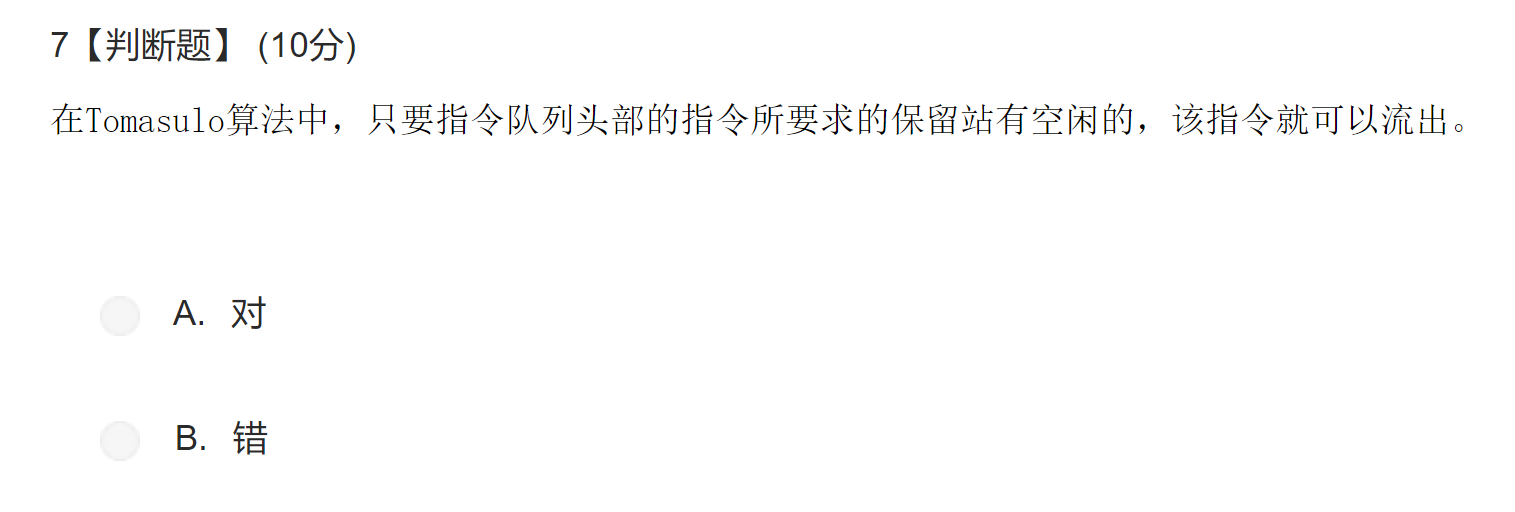 7【判断题】 (10分)
在Tomasulo算法中，只要指令队列头部的指令所要求的保留站有空闲的，该指令就可以流出。
A. 对
B. 错